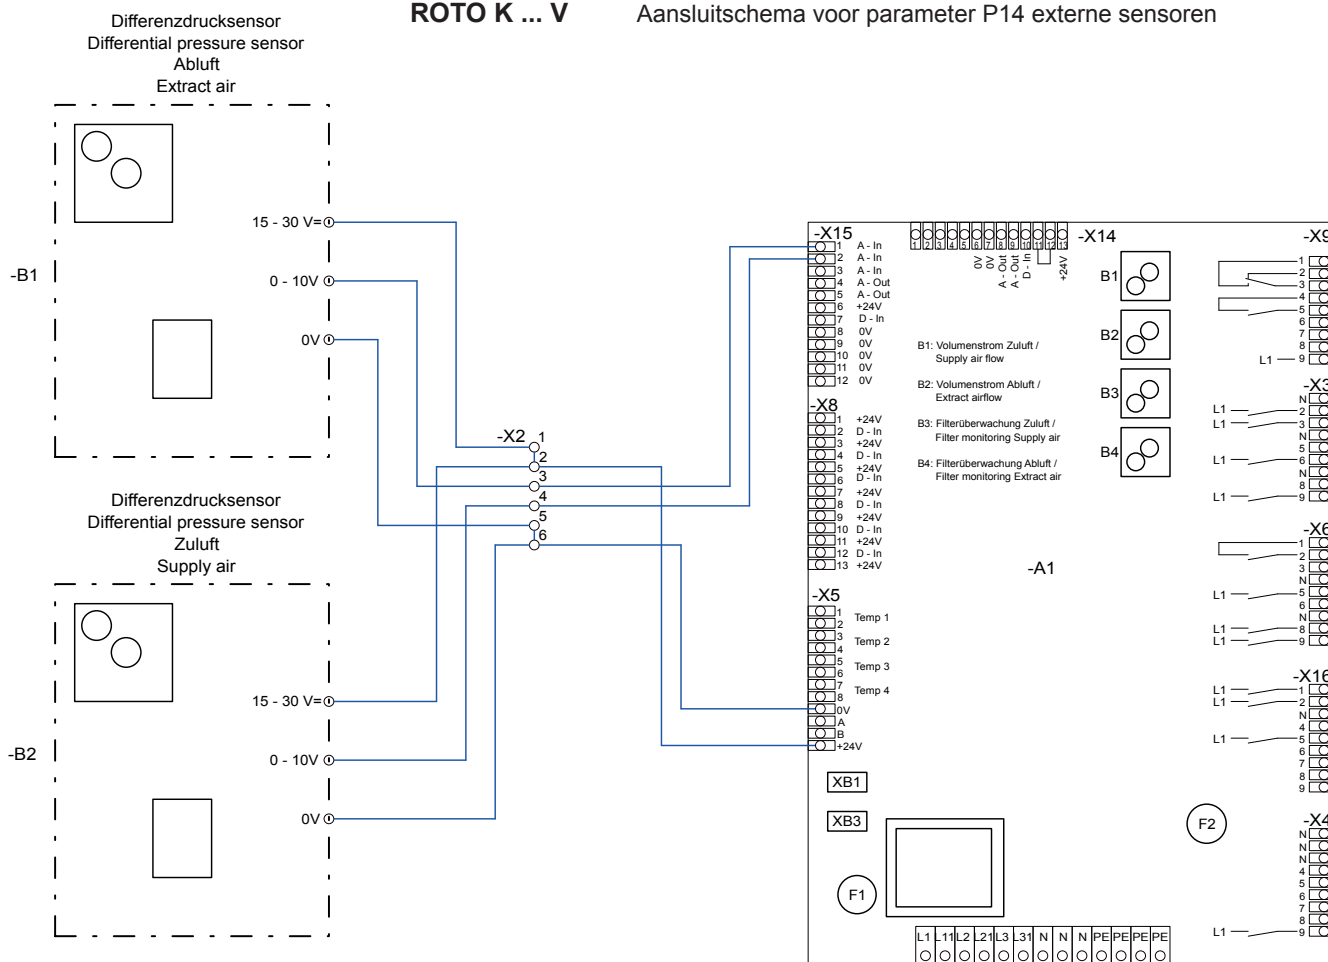 ROTO K ... V
Aansluitschema voor parameter P14 externe sensoren
Differenzdrucksensor
Differential pressure sensor
Abluft
Extract air
-B1
15 - 30 V=
0 - 10V
0V
Differenzdrucksensor
Differential pressure sensor
Zuluft
Supply air
-B2
15 - 30 V=
0 - 10V
0V
-X2
1
2
3
4
5
6
-X15
1 A - In
2 A - In
3 A - In
4 A - Out
5 A - Out
6 +24V
7 D - In
8 0V
9 0V
10 0V
11 0V
12 0V
-X8
1 +24V
2 D - In
3 +24V
4 D - In
5 +24V
6 D - In
7 +24V
8 D - In
9 +24V
10 D - In
11 +24V
12 D - In
13 +24V
-X5
1
2
Temp 1
3
4
Temp 2
5
6
Temp 3
7
8
Temp 4
0V
A
B
+24V
XB1
XB3
F1
F2
-A1
-X14
1 2 3 4 5 6 7 8 9 10 11 12 13
0V
0V
A - Out
A - Out
D - In
+24V
B1
B2
B3
B4
B1: Volumenstrom Zuluft /
Supply air flow
B2: Volumenstrom Abluft /
Extract airflow
B3: Filterüberwachung Zuluft /
Filter monitoring Supply air
B4: Filterüberwachung Abluft /
Filter monitoring Extract air
-X9
1
2
3
4
5
6
7
8
L1 9
-X3
N
L1 2
L1 3
N
5
L1 6
N
8
L1 9
-X6
1
2
3
N
L1 5
6
N
L1 8
L1 9
-X16
L1 1
L1 2
N
4
L1 5
6
7
8
9
-X4
N
N
N
4
5
6
7
8
L1 9
L1 L11 L2 L21 L3 L31 N N N PE PE PE PE